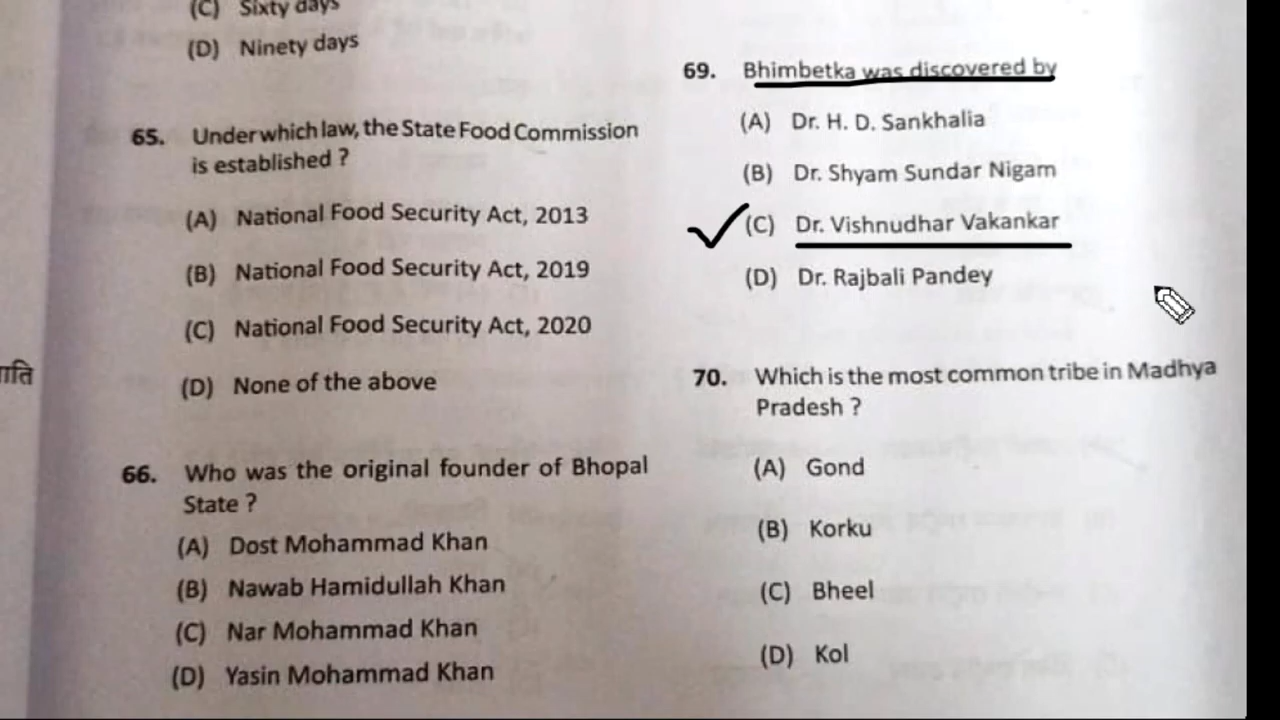 (C) Sixty days
(D) Ninety days
65. Under which law, the State Food Commission
is established ?
(A) National Food Security Act, 2013
(B) National Food Security Act, 2019
(C) National Food Security Act, 2020
(D) None of the above
66. Who was the original founder of Bhopal
State ?
(A) Dost Mohammad Khan
(B) Nawab Hamidullah Khan
(C) Nar Mohammad Khan
(D) Yasin Mohammad Khan
69. Bhimbetka was discovered by
(A) Dr. H. D. Sankhalia
(B) Dr. Shyam Sundar Nigam
(C) Dr. Vishnudhar Vakankar
(D) Dr. Rajbali Pandey
70. Which is the most common tribe in Madhya
Pradesh ?
(A) Gond
(B) Korku
(C) Bheel
(D) Kol